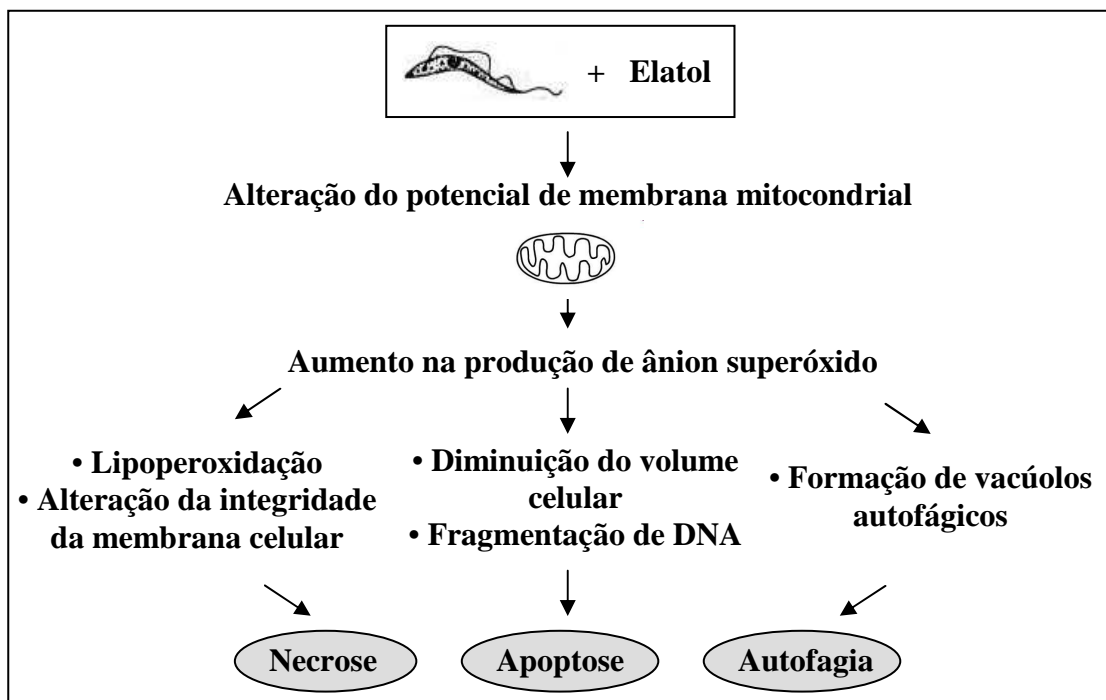 + Elatol
Alteração do potencial de membrana mitocondrial
Aumento na produção de ânion superóxido
• Lipoperoxidação
• Alteração da integridade
da membrana celular
• Diminuição do volume
celular
• Fragmentação de DNA
• Formação de vacúolos
autofágicos
Necrose
Apoptose
Autofagia